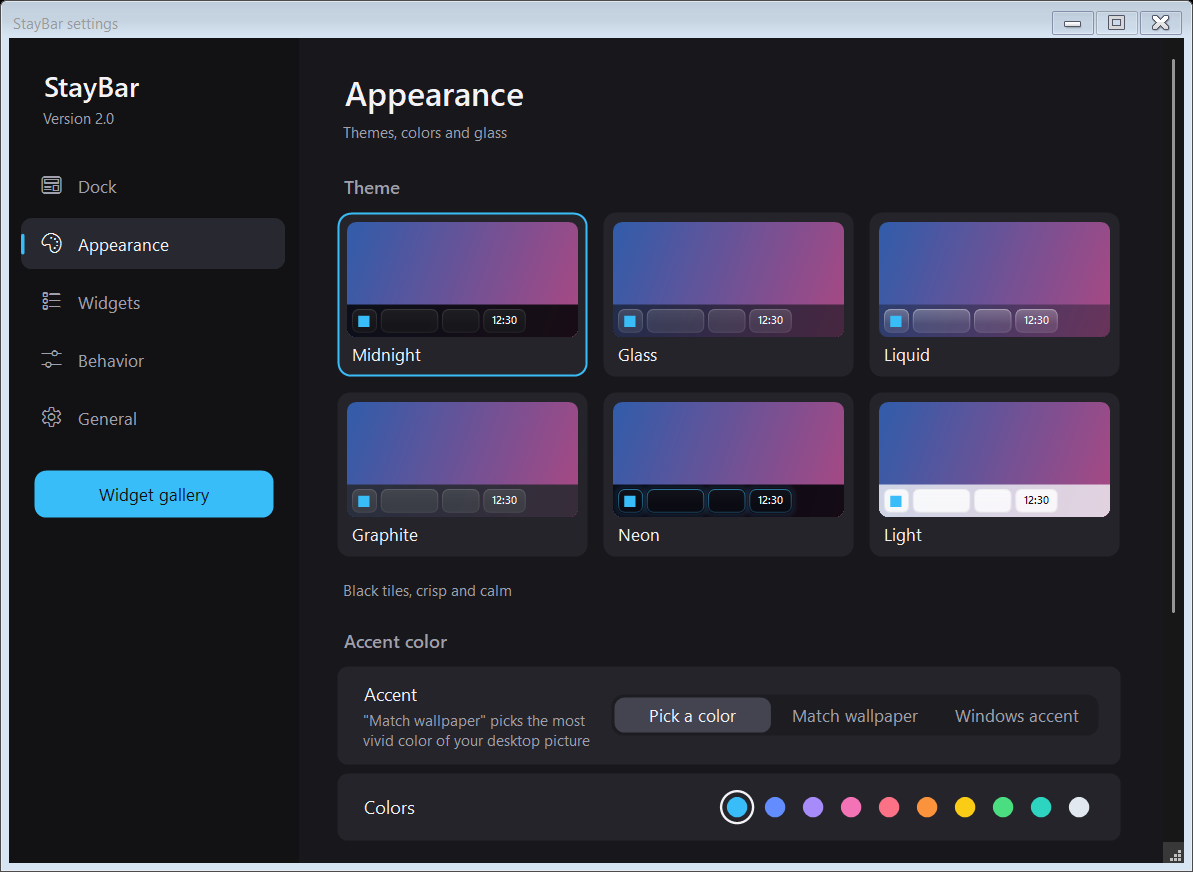 StayBar settings
StayBar
Version 2.0
Dock
Appearance
Widgets
Behavior
General
Widget gallery
Appearance
Themes, colors and glass
Theme
12:30
12:30
12:30
Midnight
Glass
Liquid
12:30
12:30
12:30
Graphite
Neon
Light
Black tiles, crisp and calm
Accent color
Accent
"Match wallpaper" picks the most
vivid color of your desktop picture
Pick a color
Match wallpaper
Windows accent
Colors